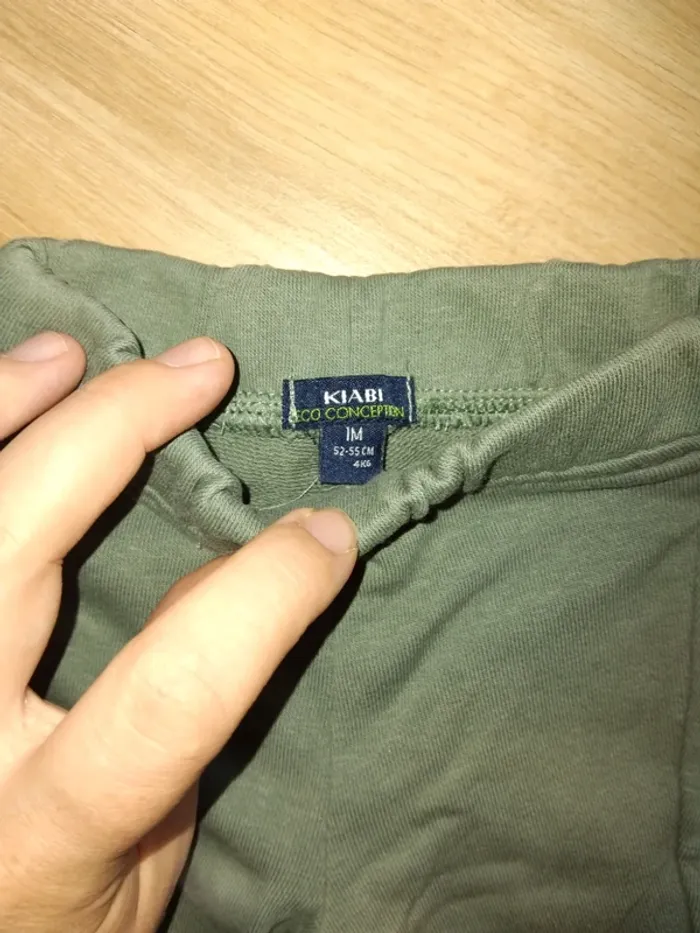 KIABI
ECO CONCEPTION
1M
52-55 CM
4KG